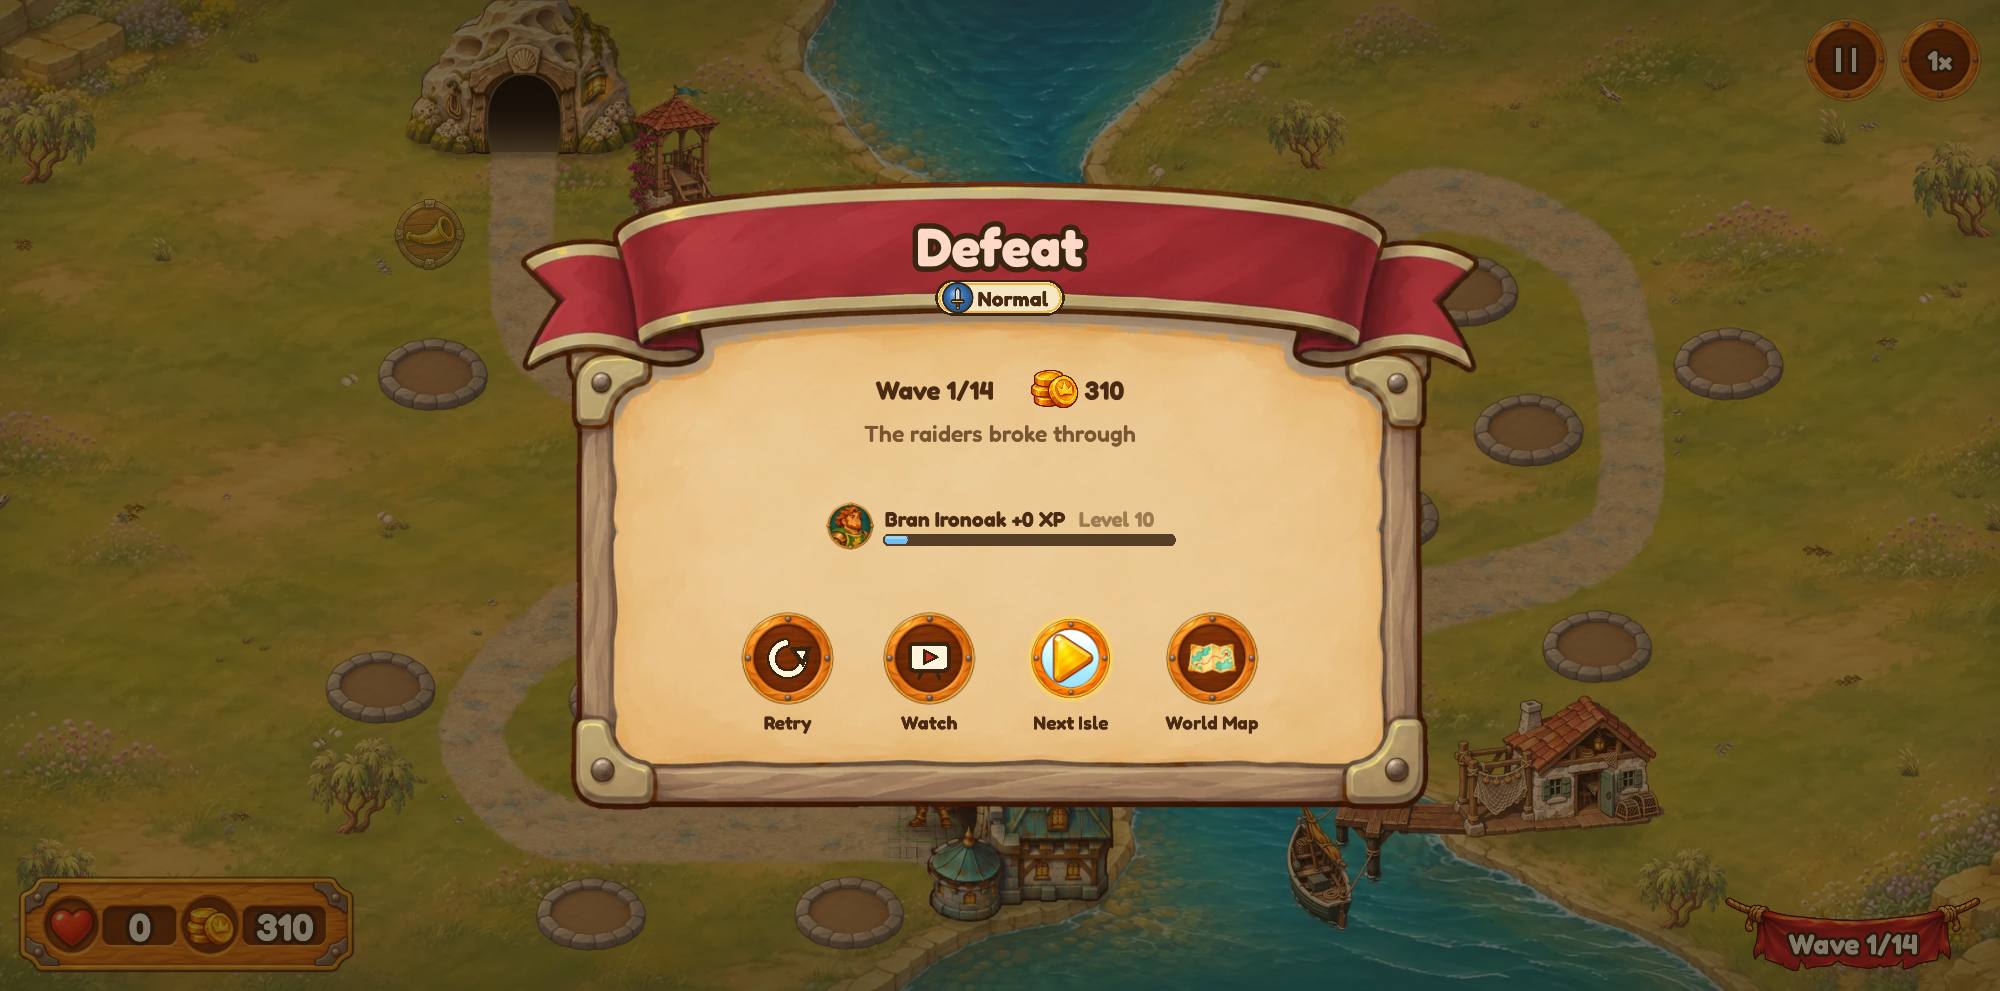 1x
Defeat
Normal
Wave 1/14 310
The raiders broke through
Bran Ironoak +0 XP Level 10
Retry Watch Next Isle World Map
0 310
Wave 1/14